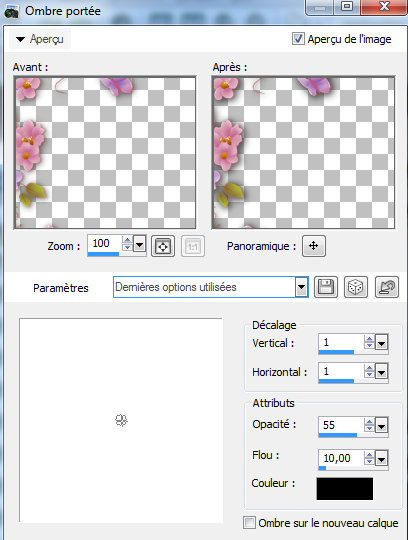 Ombre portée
Aperçu
Aperçu de l'image
Avant :
Après :
Zoom : 100
1:1
Panoramique :
Paramètres
Dernières options utilisées
Décalage
Vertical : 1
Horizontal : 1
Attributs
Opacité : 55
Flou : 10,00
Couleur :
Ombre sur le nouveau calque